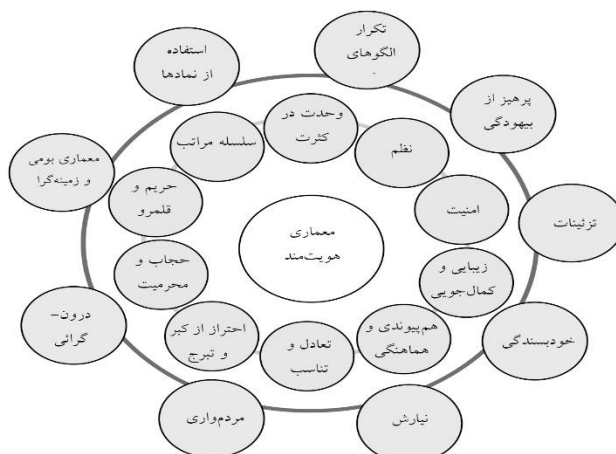 تکرار
الگوهای
استفاده
از نمادها
پرهیز از
بیهودگی
وحدت در
کثرت
سلسله مراتب
نظم
معماری بومی
و زمینه‌گرا
حریم و
قلمرو
امنیت
تزئینات
معماری
هویت‌مند
حجاب و
محرمیت
زیبایی و
کمال‌جویی
درون-
گرائی
احتراز از کبر
و تبرج
تعادل و
تناسب
هم‌پیوندی و
هماهنگی
خودبسندگی
مردم‌واری
نیارش